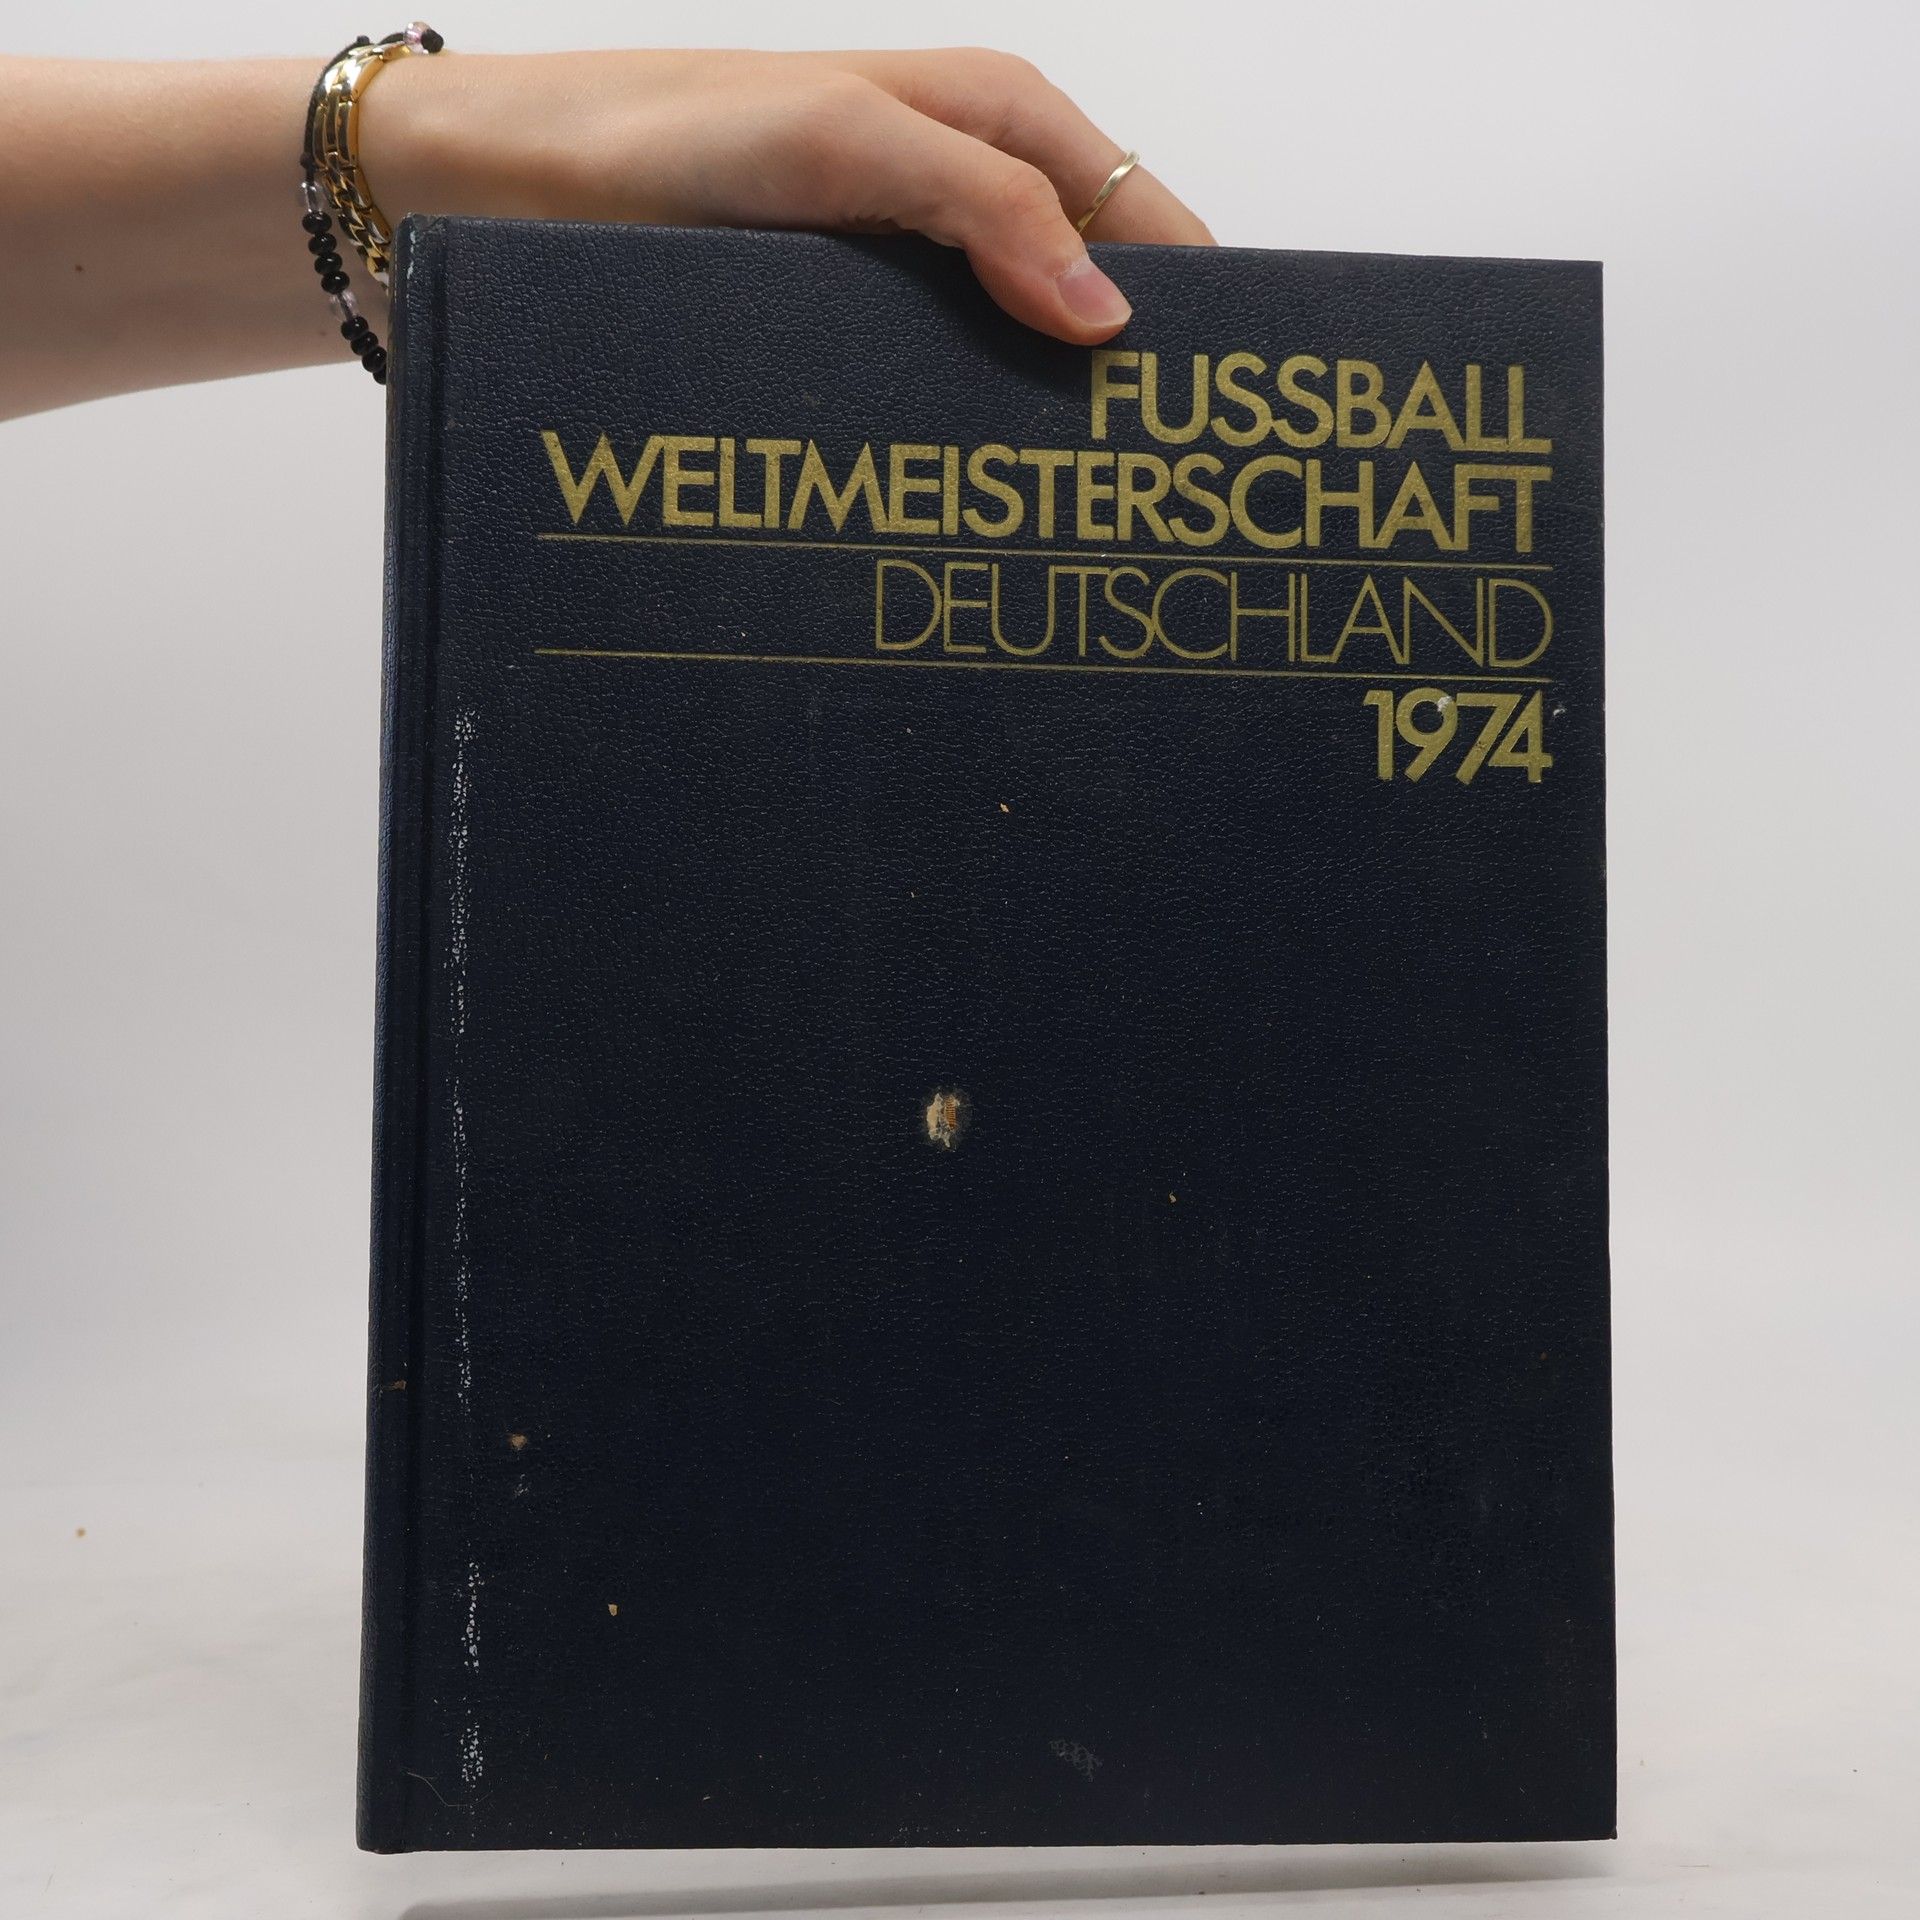 FUSSBALL
WELTMEISTERSCHAFT
DEUTSCHLAND
1974